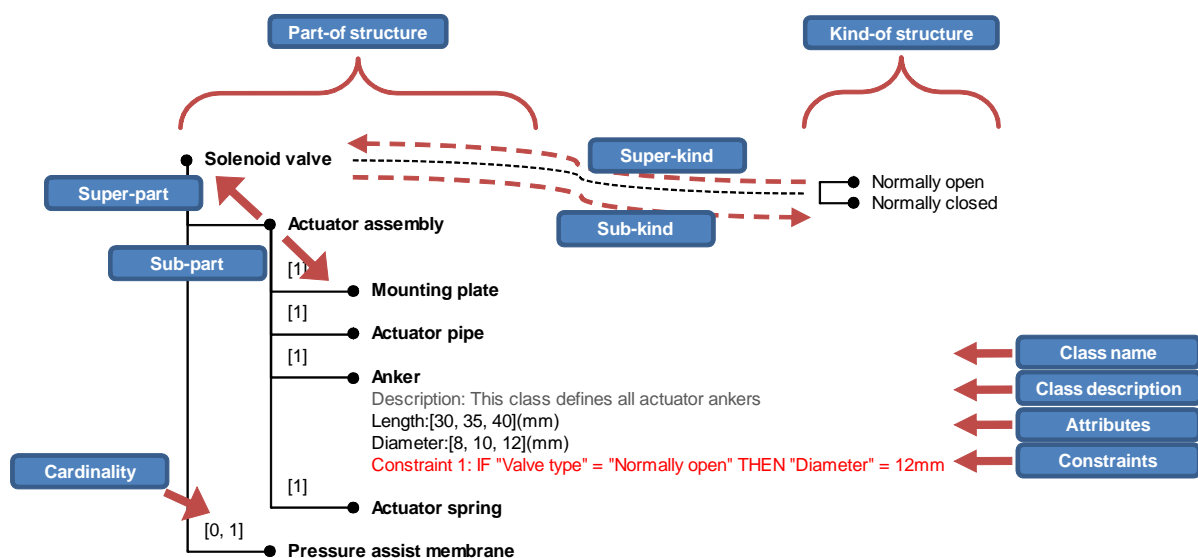 Part-of structure
Kind-of structure
Solenoid valve
Super-kind
Normally open
Normally closed
Super-part
Sub-kind
Actuator assembly
Sub-part
[1]
Mounting plate
[1]
Actuator pipe
[1]
Class name
Anker
Description: This class defines all actuator ankers
Class description
Length:[30, 35, 40](mm)
Attributes
Diameter:[8, 10, 12](mm)
Constraint 1: IF "Valve type" = "Normally open" THEN "Diameter" = 12mm
Constraints
Cardinality
[1]
Actuator spring
[0, 1]
Pressure assist membrane